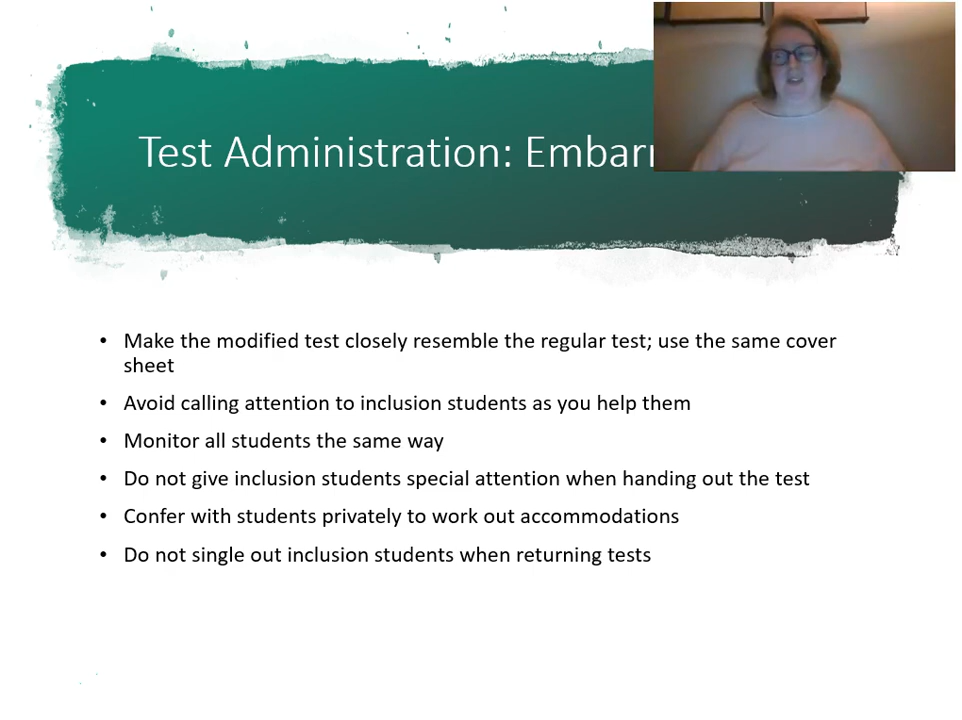 Test Administration:
• Make the modified test closely resemble the regular test; use the same cover
sheet
• Avoid calling attention to inclusion students as you help them
• Monitor all students the same way
• Do not give inclusion students special attention when handing out the test
• Confer with students privately to work out accommodations
• Do not single out inclusion students when returning tests